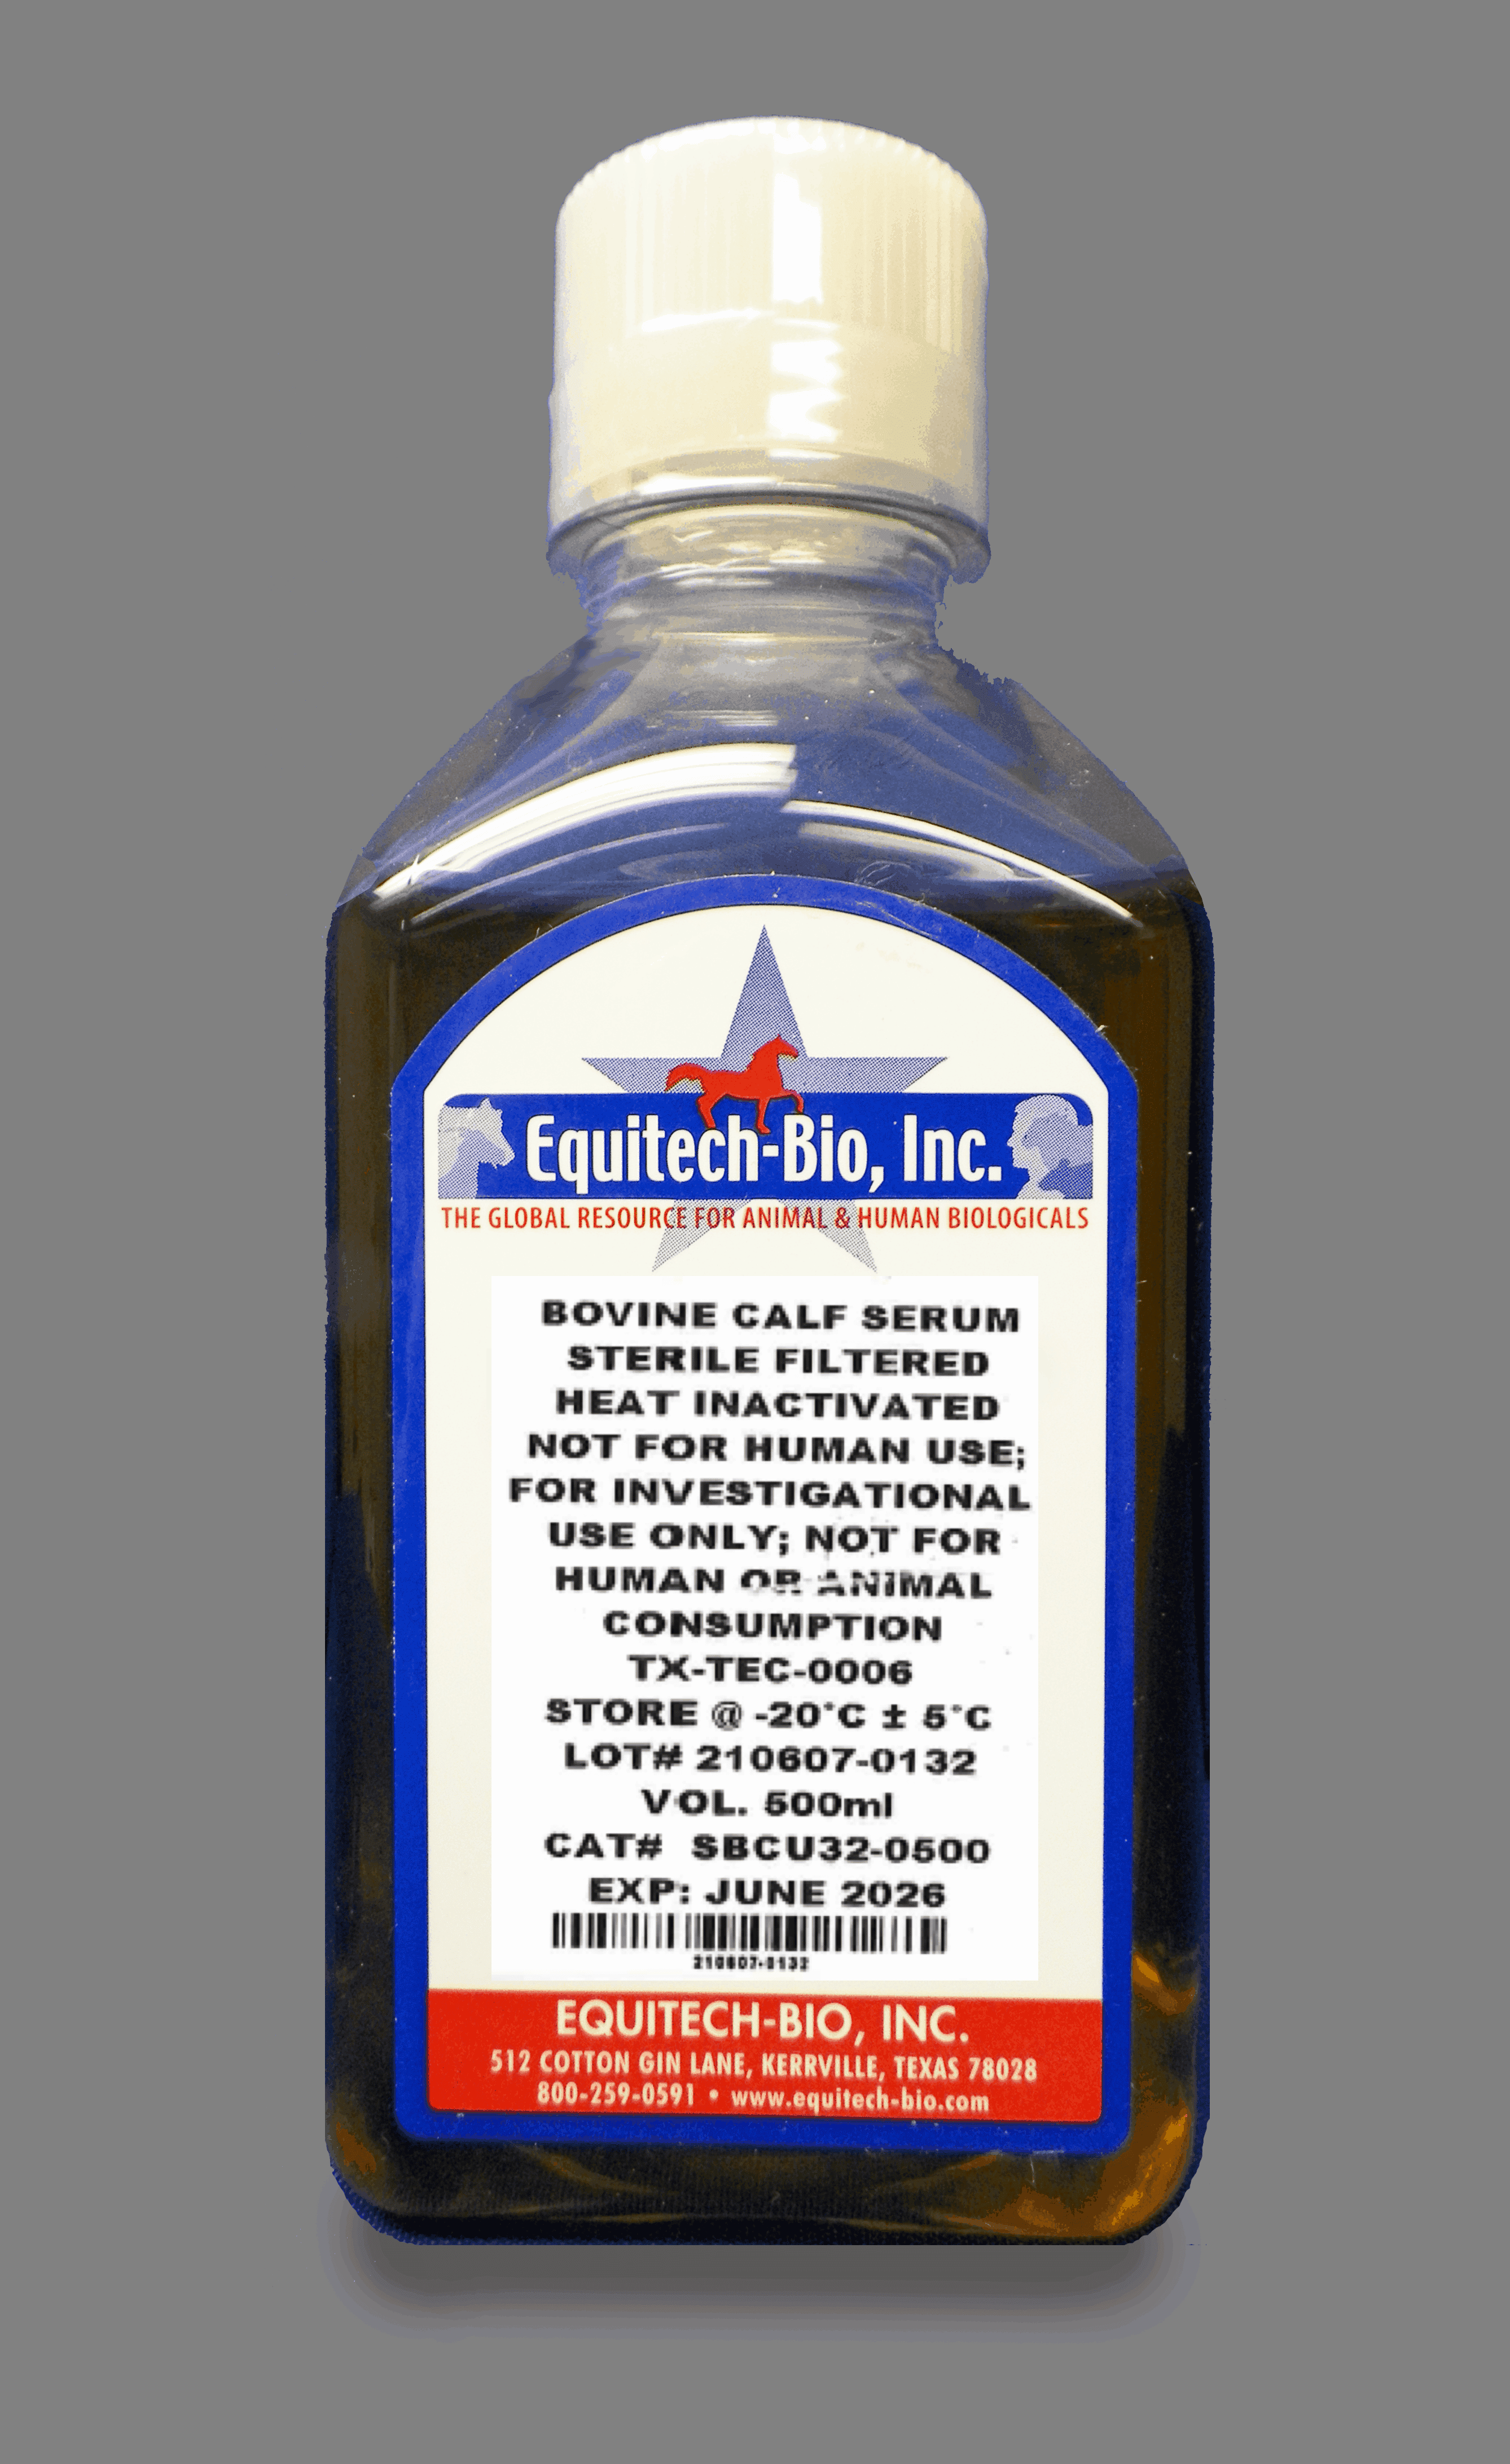 Equitech-Bio, Inc.
THE GLOBAL RESOURCE FOR ANIMAL & HUMAN BIOLOGICALS
BOVINE CALF SERUM
STERILE FILTERED
HEAT INACTIVATED
NOT FOR HUMAN USE;
FOR INVESTIGATIONAL
USE ONLY; NOT FOR
HUMAN OR ANIMAL
CONSUMPTION
TX-TEC-0006
STORE @ -20°C ± 5°C
LOT# 210607-0132
VOL. 500ml
CAT# SBCU32-0500
EXP: JUNE 2026
210607-0132
EQUITECH-BIO, INC.
512 COTTON GIN LANE, KERRVILLE, TEXAS 78028
800-259-0591 • www.equitech-bio.com